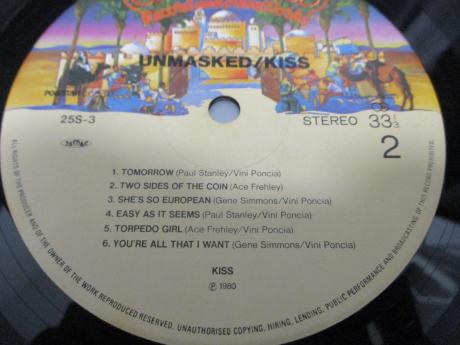 UNMASKED/KISS
25S-3
STEREO 33 1/3
2
1. TOMORROW (Paul Stanley/Vini Poncia)
2. TWO SIDES OF THE COIN (Ace Frehley)
3. SHE'S SO EUROPEAN (Gene Simmons/Vini Poncia)
4. EASY AS IT SEEMS (Paul Stanley/Vini Poncia)
5. TORPEDO GIRL (Ace Frehley/Vini Poncia)
6. YOU'RE ALL THAT I WANT (Gene Simmons/Vini Poncia)
KISS
℗ 1980
ALL RIGHTS OF THE PRODUCER AND OF THE OWNER OF THE WORK REPRODUCED RESERVED. UNAUTHORISED COPYING, HIRING, LENDING, PUBLIC PERFORMANCE AND BROADCASTING OF THIS RECORD PROHIBITED.